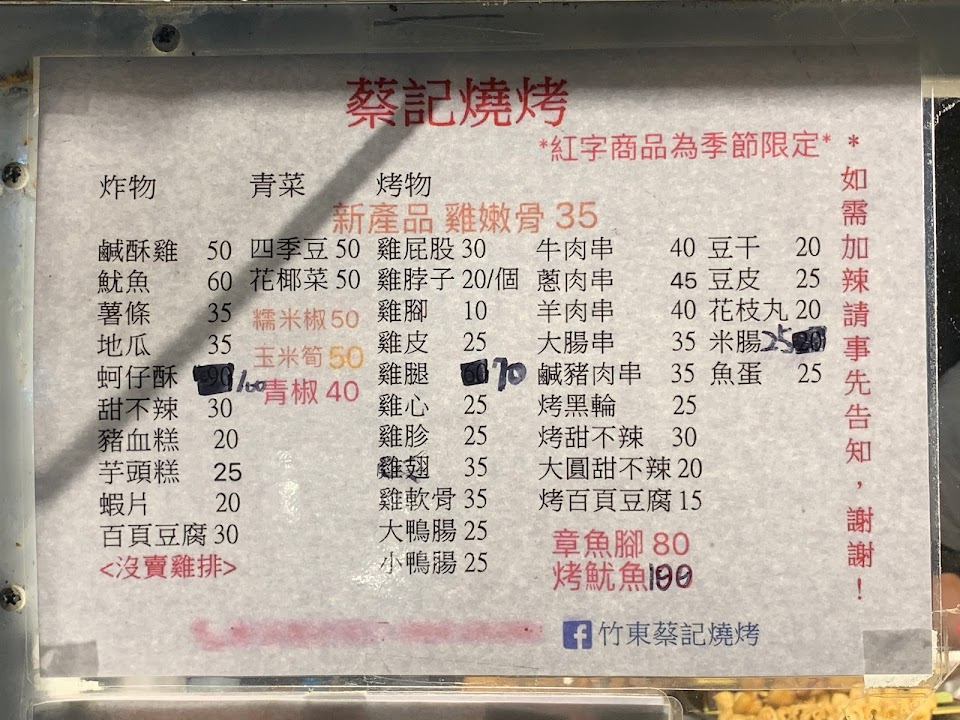 蔡記燒烤
*紅字商品為季節限定*
*如需加辣請事先告知，謝謝！
炸物 青菜 烤物
新產品 雞嫩骨 35
鹹酥雞 50 四季豆 50 雞屁股 30 牛肉串 40 豆干 20
魷魚 60 花椰菜 50 雞脖子 20/個 蔥肉串 45 豆皮 25
薯條 35 糯米椒 50 雞腳 10 羊肉串 40 花枝丸 20
地瓜 35 玉米筍 50 雞皮 25 大腸串 35 米腸 25 20
蚵仔酥 90 100 青椒 40 雞腿 60 70 鹹豬肉串 35 魚蛋 25
甜不辣 30 雞心 25 烤黑輪 25
豬血糕 20 雞胗 25 烤甜不辣 30
芋頭糕 25 雞翅 35 大圓甜不辣 20
蝦片 20 雞軟骨 35 烤百頁豆腐 15
百頁豆腐 30 大鴨腸 25 章魚腳 80
<沒賣雞排> 小鴨腸 25 烤魷魚 100
竹東蔡記燒烤